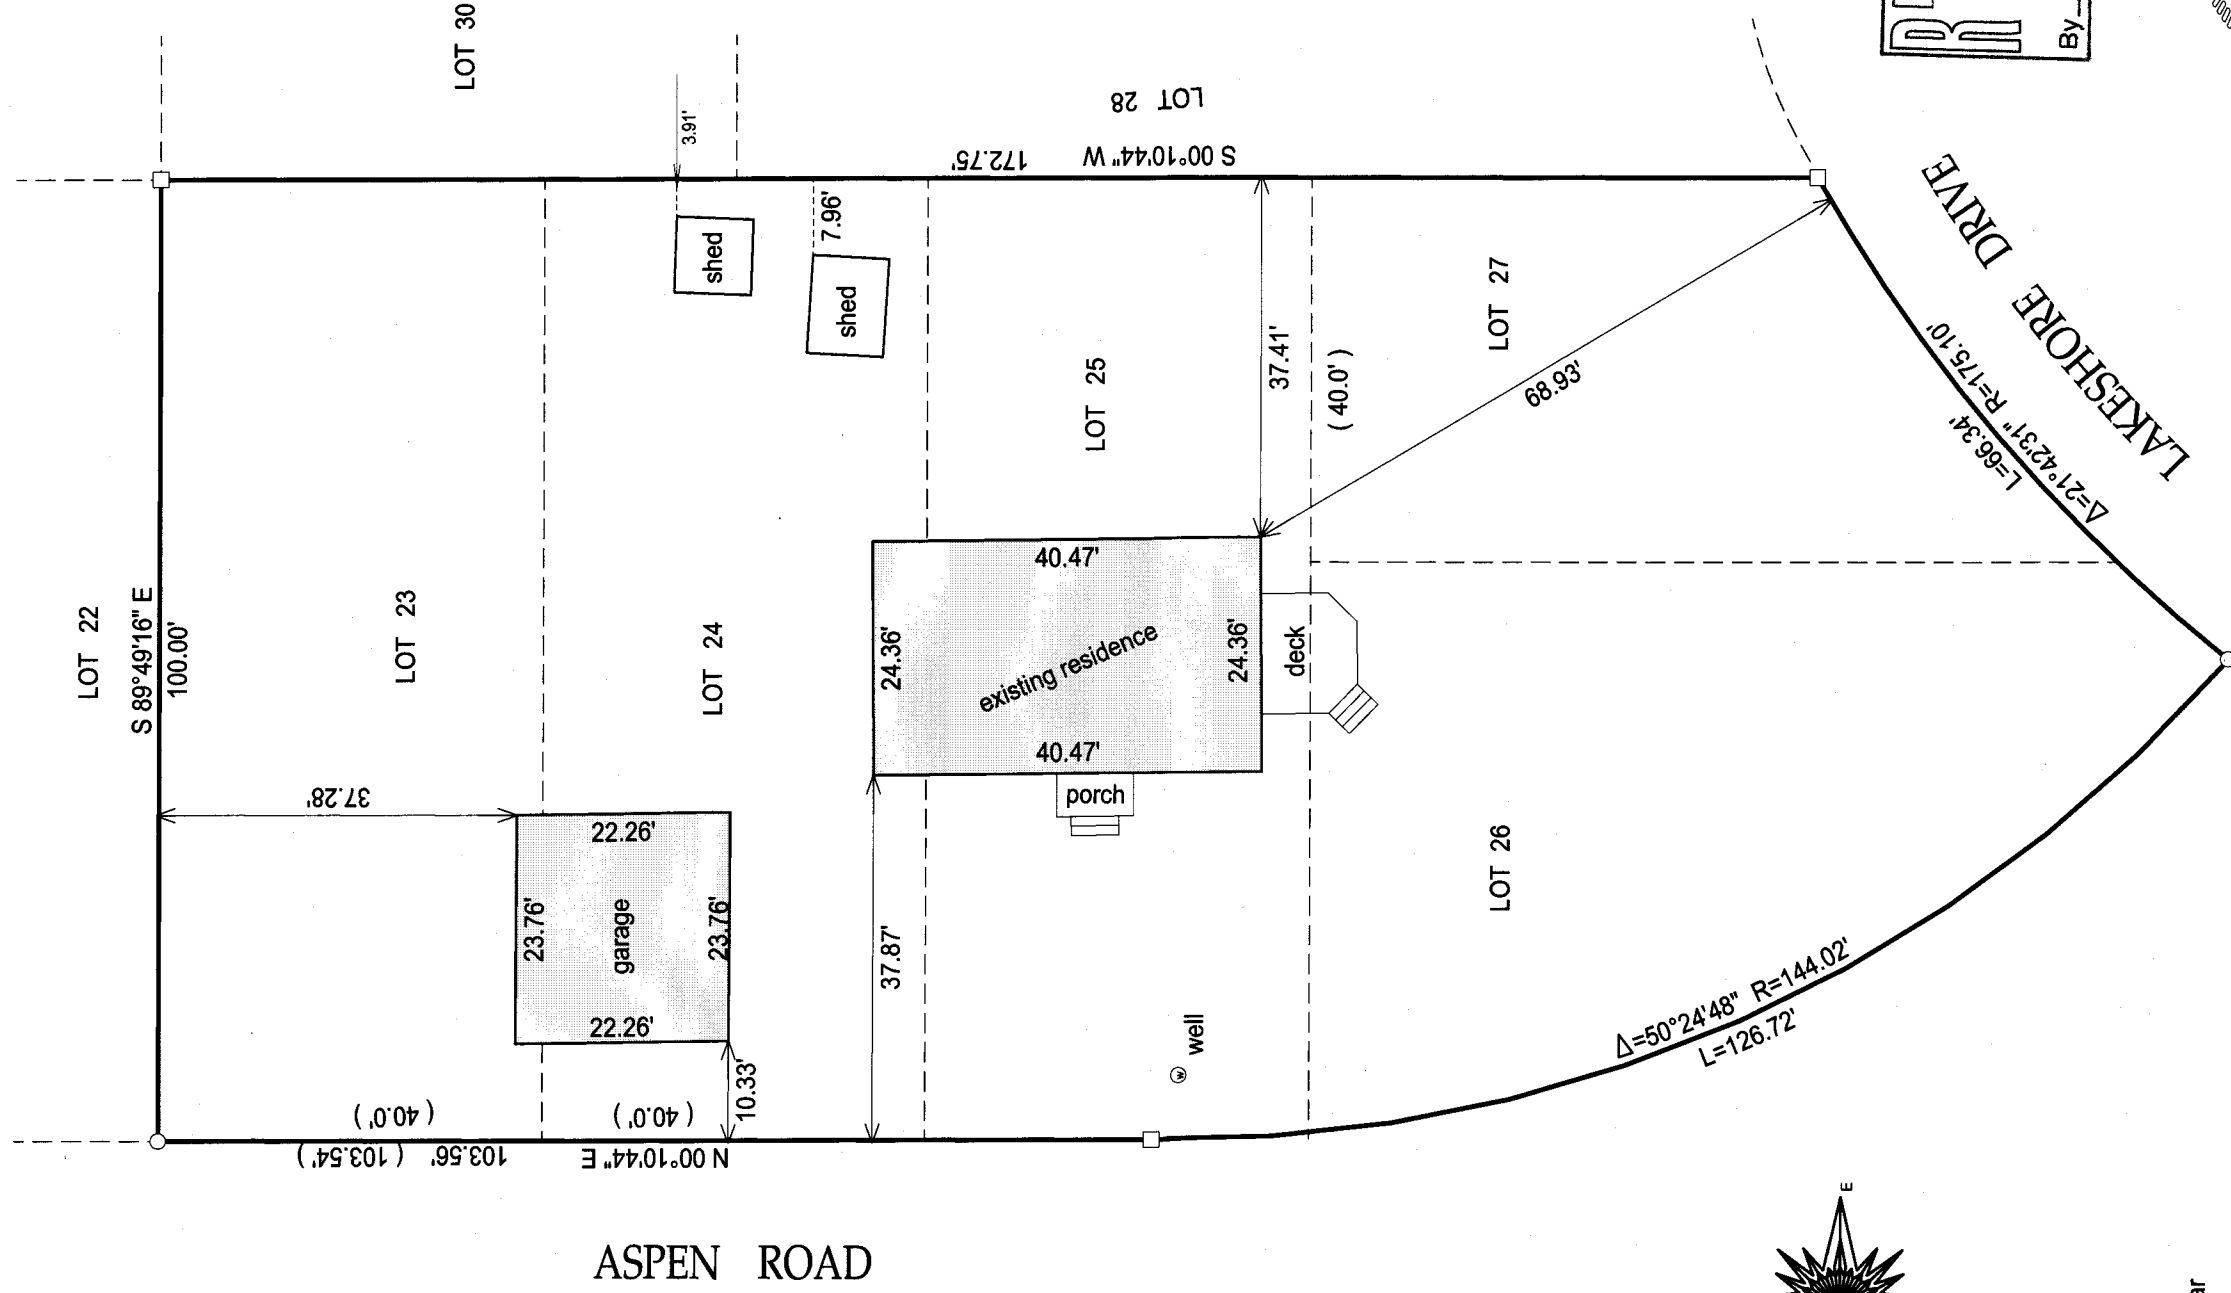 LOT 30
3.91'
LOT 28
S 00°10'44" W 172.75'
By
LOT 22
S 89°49'16" E
100.00'
LOT 23
LOT 24
shed
shed
7.96'
LOT 25
37.41'
( 40.0' )
LOT 27
68.93'
LAKESHORE DRIVE
Δ=21°42'31" R=175.10'
L=66.34'
40.47'
24.36'
existing residence
24.36'
40.47'
deck
porch
37.28'
22.26'
23.76'
garage
23.76'
22.26'
10.33'
37.87'
well
W
LOT 26
Δ=50°24'48" R=144.02'
L=126.72'
( 40.0' )
( 40.0' )
N 00°10'44" E 103.56' ( 103.54' )
ASPEN ROAD
E